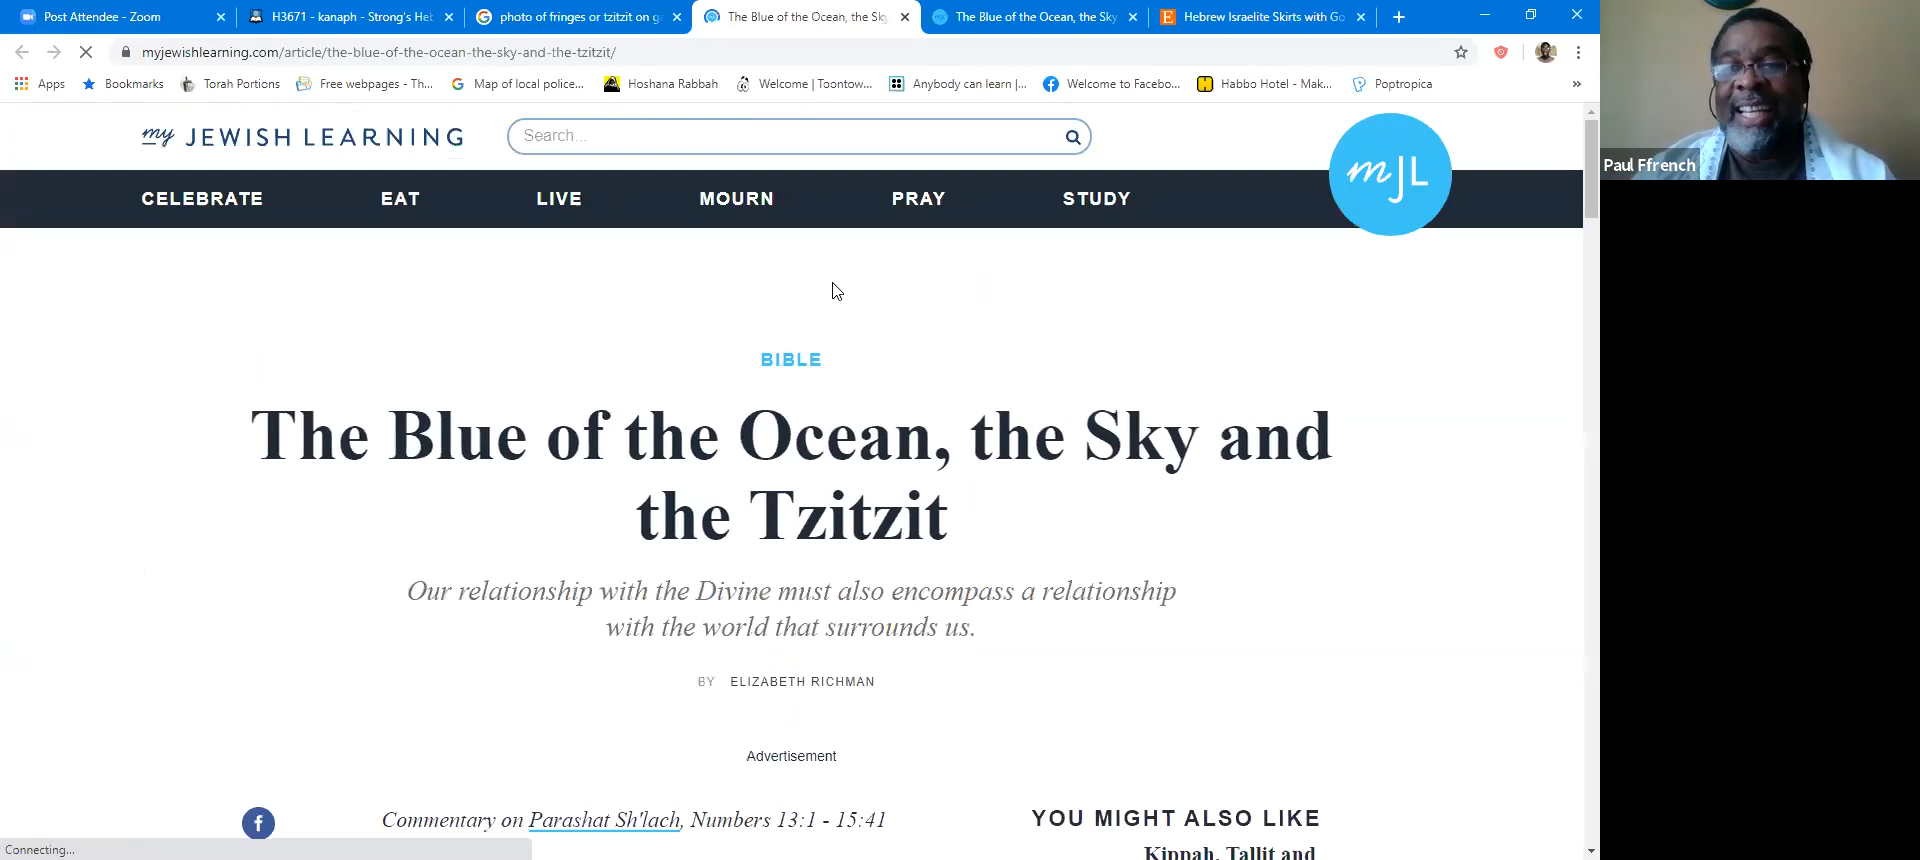 Post Attendee - Zoom
H3671 - kanaph - Strong's Heb
photo of fringes or tzitzit on ga
The Blue of the Ocean, the Sky
The Blue of the Ocean, the Sky
Hebrew Israelite Skirts with Go
myjewishlearning.com/article/the-blue-of-the-ocean-the-sky-and-the-tzitzit/
Apps
Bookmarks
Torah Portions
Free webpages - Th...
Map of local police...
Hoshana Rabbah
Welcome | Toontow...
Anybody can learn |...
Welcome to Facebo...
Habbo Hotel - Mak...
Poptropica
»
my JEWISH LEARNING
Search...
mJL
Paul Ffrench
CELEBRATE
EAT
LIVE
MOURN
PRAY
STUDY
BIBLE
The Blue of the Ocean, the Sky and
the Tzitzit
Our relationship with the Divine must also encompass a relationship
with the world that surrounds us.
BY ELIZABETH RICHMAN
Advertisement
f
Commentary on Parashat Sh'lach, Numbers 13:1 - 15:41
YOU MIGHT ALSO LIKE
Kippah, Tallit and
Connecting...